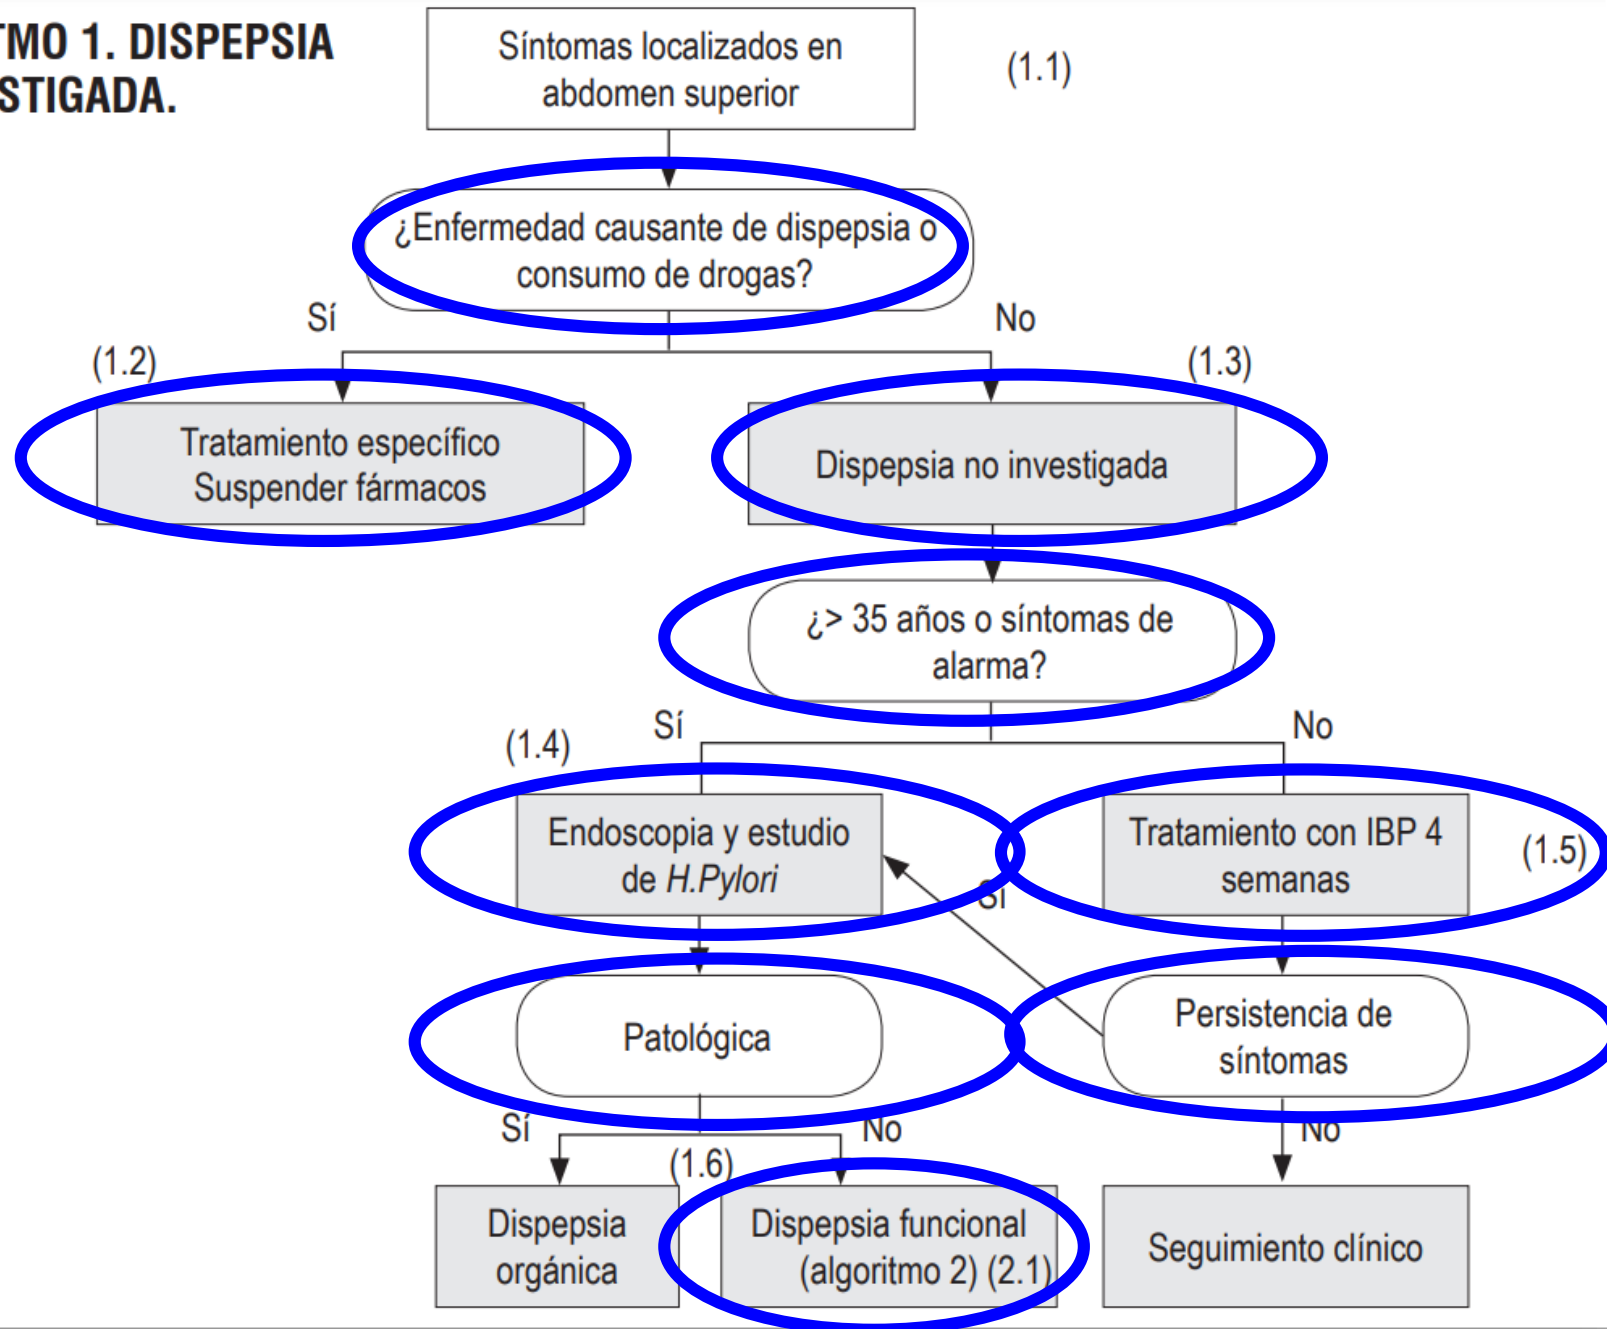 TMO 1. DISPEPSIA
STIGADA.
Síntomas localizados en
abdomen superior
(1.1)
¿Enfermedad causante de dispepsia o
consumo de drogas?
Sí
No
(1.2)
(1.3)
Tratamiento específico
Suspender fármacos
Dispepsia no investigada
¿> 35 años o síntomas de
alarma?
Sí
No
(1.4)
Endoscopia y estudio
de H.Pylori
Tratamiento con IBP 4
semanas
(1.5)
Sí
Patológica
Persistencia de
síntomas
Sí
No
No
(1.6)
Dispepsia
orgánica
Dispepsia funcional
(algoritmo 2) (2.1)
Seguimiento clínico